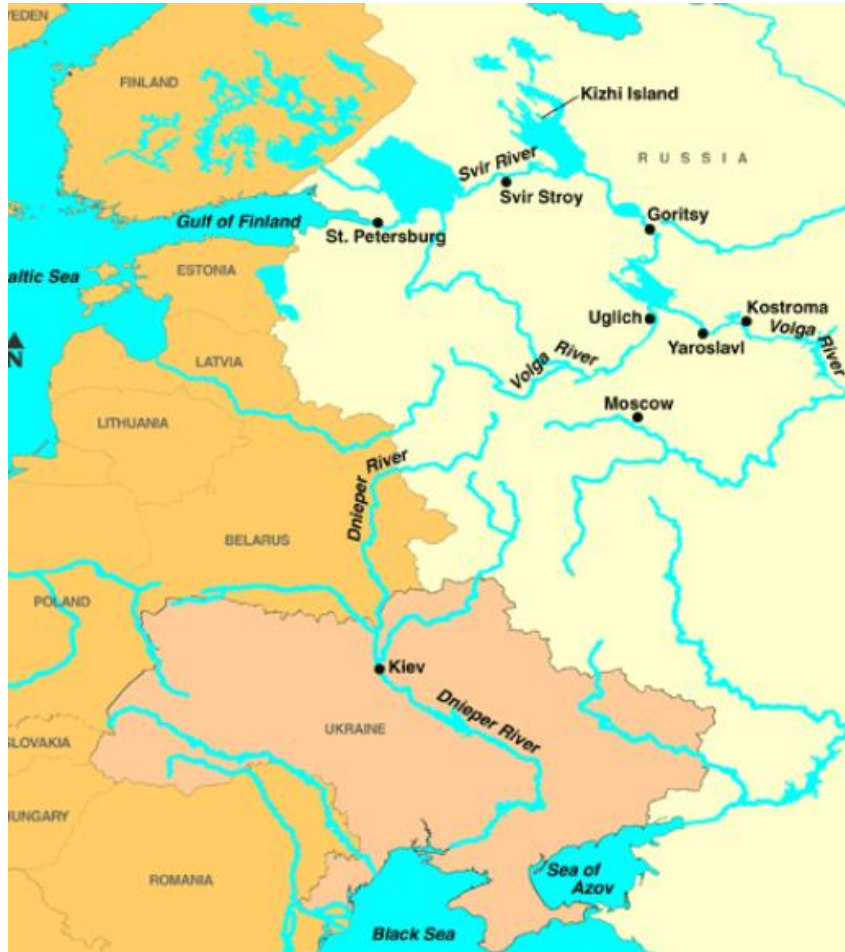 EDEN
FINLAND
Kizhi Island
RUSSIA
Svir River
Svir Stroy
Gulf of Finland
St. Petersburg
Goritsy
altic Sea
ESTONIA
N
Uglich
Kostroma
Volga River
Yaroslavl
LATVIA
Volga River
Moscow
LITHUANIA
Dnieper River
BELARUS
POLAND
Kiev
Dnieper River
UKRAINE
SLOVAKIA
HUNGARY
ROMANIA
Sea of
Azov
Black Sea